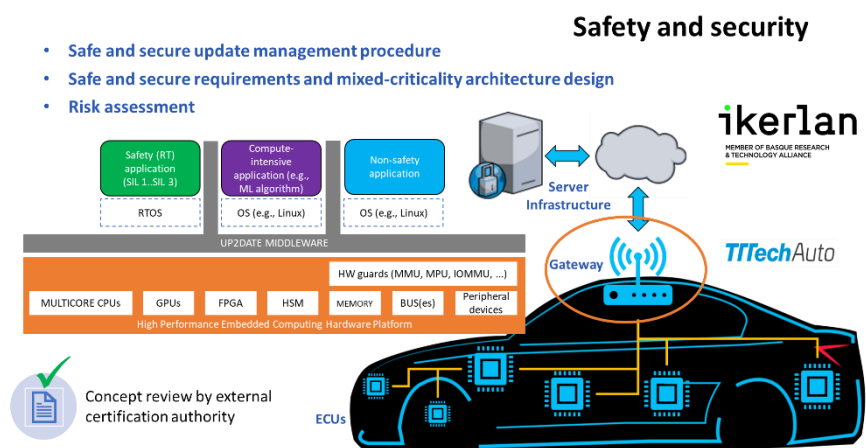 Safety and security
• Safe and secure update management procedure
• Safe and secure requirements and mixed-criticality architecture design
• Risk assessment
Safety (RT)
application
(SIL 1..SIL 3)
Compute-
intensive
application (e.g.,
ML algorithm)
Non-safety
application
RTOS
OS (e.g., Linux)
OS (e.g., Linux)
UP2DATE MIDDLEWARE
HW guards (MMU, MPU, IOMMU, ...)
MULTICORE CPUs
GPUs
FPGA
HSM
MEMORY
BUS(es)
Peripheral
devices
High Performance Embedded Computing Hardware Platform
Server
Infrastructure
Gateway
ECUs
ikerlan
MEMBER OF BASQUE RESEARCH
& TECHNOLOGY ALLIANCE
TTTechAuto
Concept review by external
certification authority